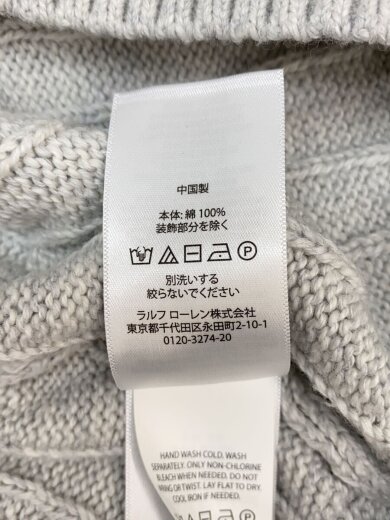 中国製
本体: 綿 100%
装飾部分を除く
P
別洗いする
絞らないでください
ラルフ ローレン株式会社
東京都千代田区永田町2-10-1
0120-3274-20
HAND WASH COLD. WASH
SEPARATELY. ONLY NON-CHLORINE
BLEACH WHEN NEEDED. DO NOT
WRING OR TWIST. LAY FLAT TO DRY.
COOL IRON IF NEEDED.